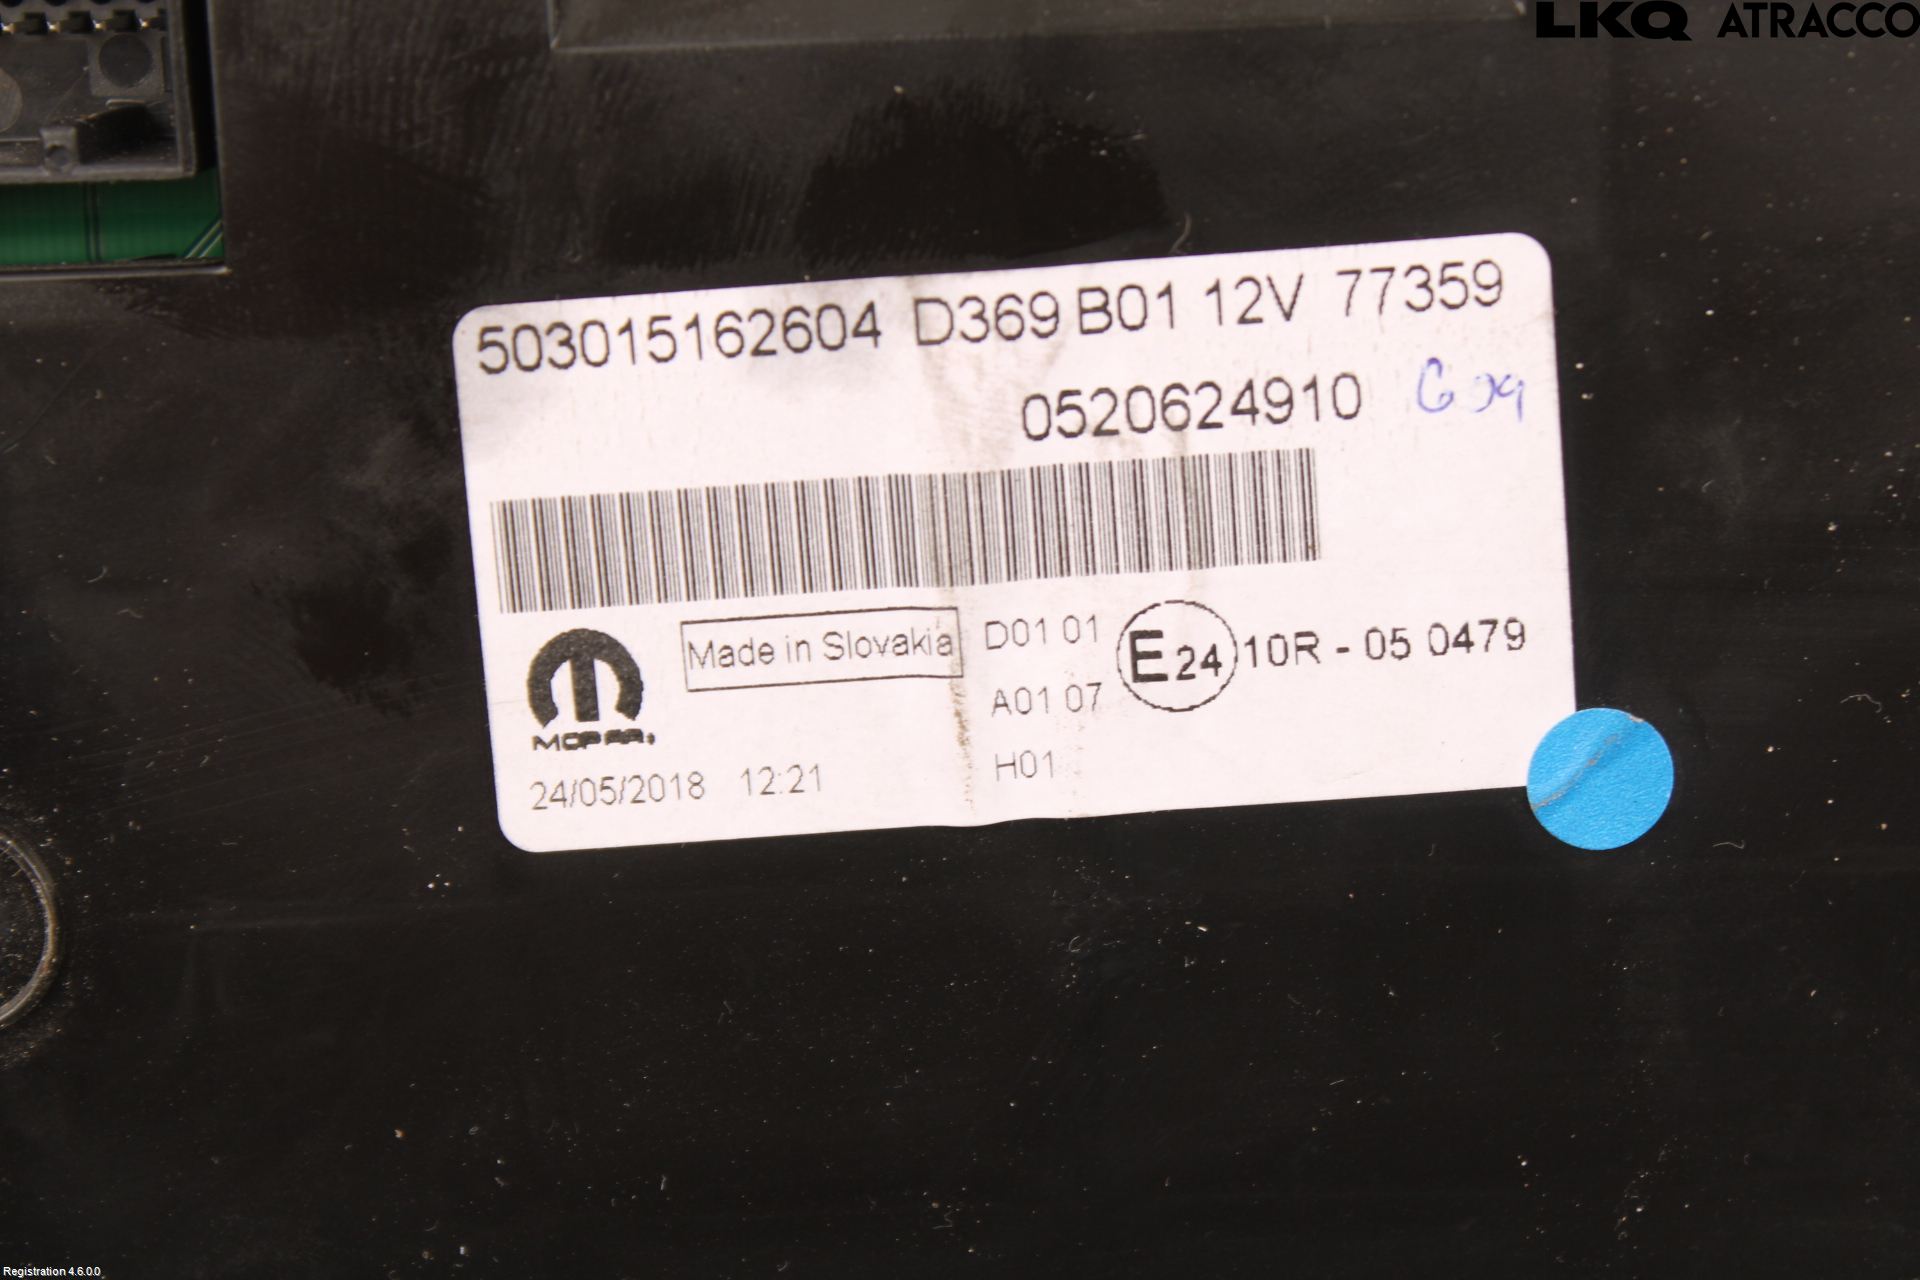 LKQ ATRACCO
503015162604 D369 B01 12V 77359
0520624910
Made in Slovakia
D01 01
E24 10R - 05 0479
A01 07
MOPAR.
H01
24/05/2018 12:21
Registration 4.6.0.0